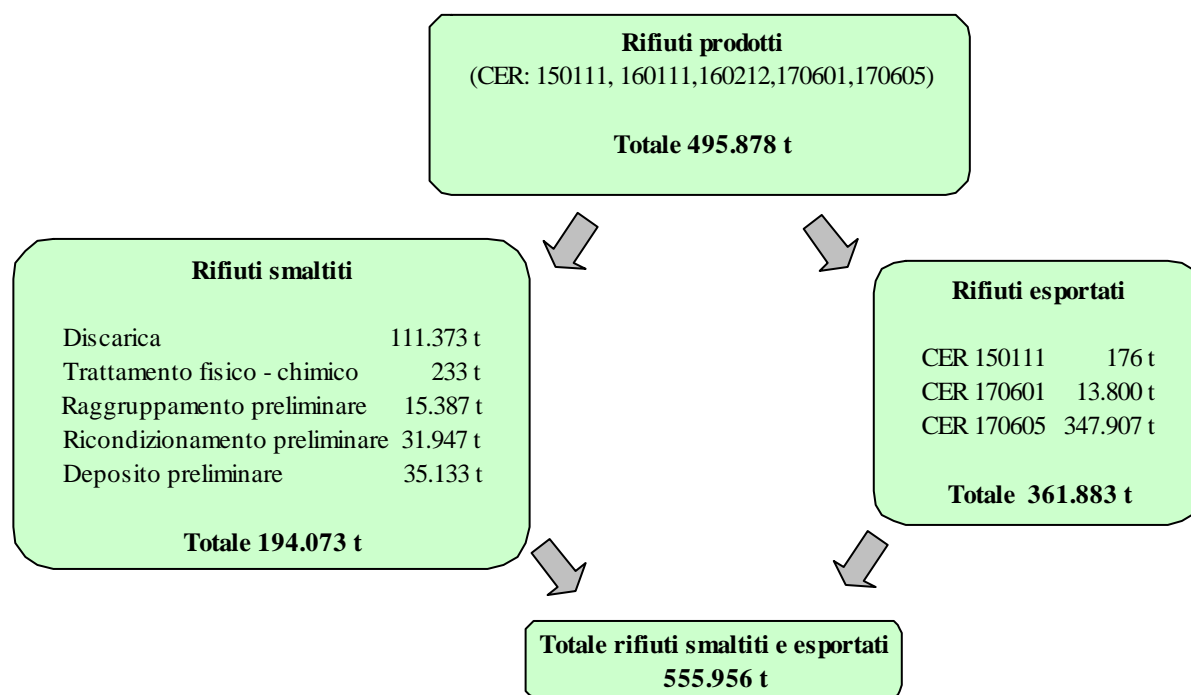 Rifiuti prodotti
(CER: 150111, 160111,160212,170601,170605)
Totale 495.878 t
Rifiuti smaltiti
Discarica 111.373 t
Trattamento fisico - chimico 233 t
Raggruppamento preliminare 15.387 t
Ricondizionamento preliminare 31.947 t
Deposito preliminare 35.133 t
Totale 194.073 t
Rifiuti esportati
CER 150111 176 t
CER 170601 13.800 t
CER 170605 347.907 t
Totale 361.883 t
Totale rifiuti smaltiti e esportati
555.956 t